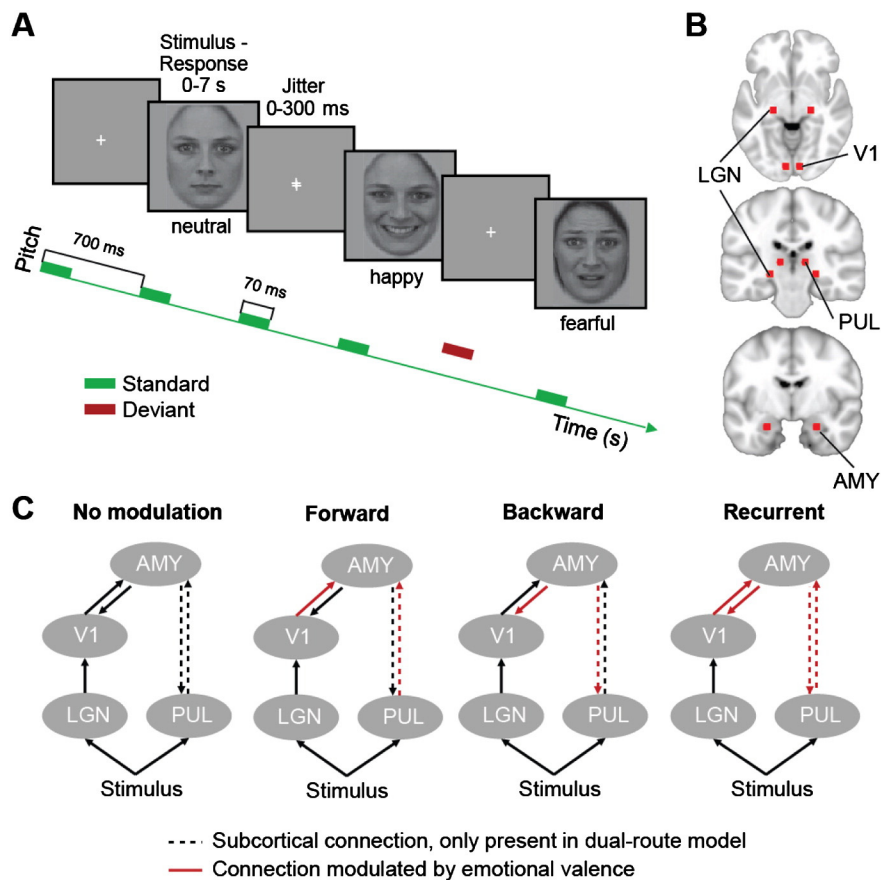 A
Stimulus -
Response
0-7 s
Jitter
0-300 ms
neutral
happy
fearful
Pitch
700 ms
70 ms
Standard
Deviant
Time (s)
B
LGN
V1
PUL
AMY
C
No modulation
Forward
Backward
Recurrent
AMY
AMY
AMY
AMY
V1
V1
V1
V1
LGN
PUL
LGN
PUL
LGN
PUL
LGN
PUL
Stimulus
Stimulus
Stimulus
Stimulus
Subcortical connection, only present in dual-route model
Connection modulated by emotional valence